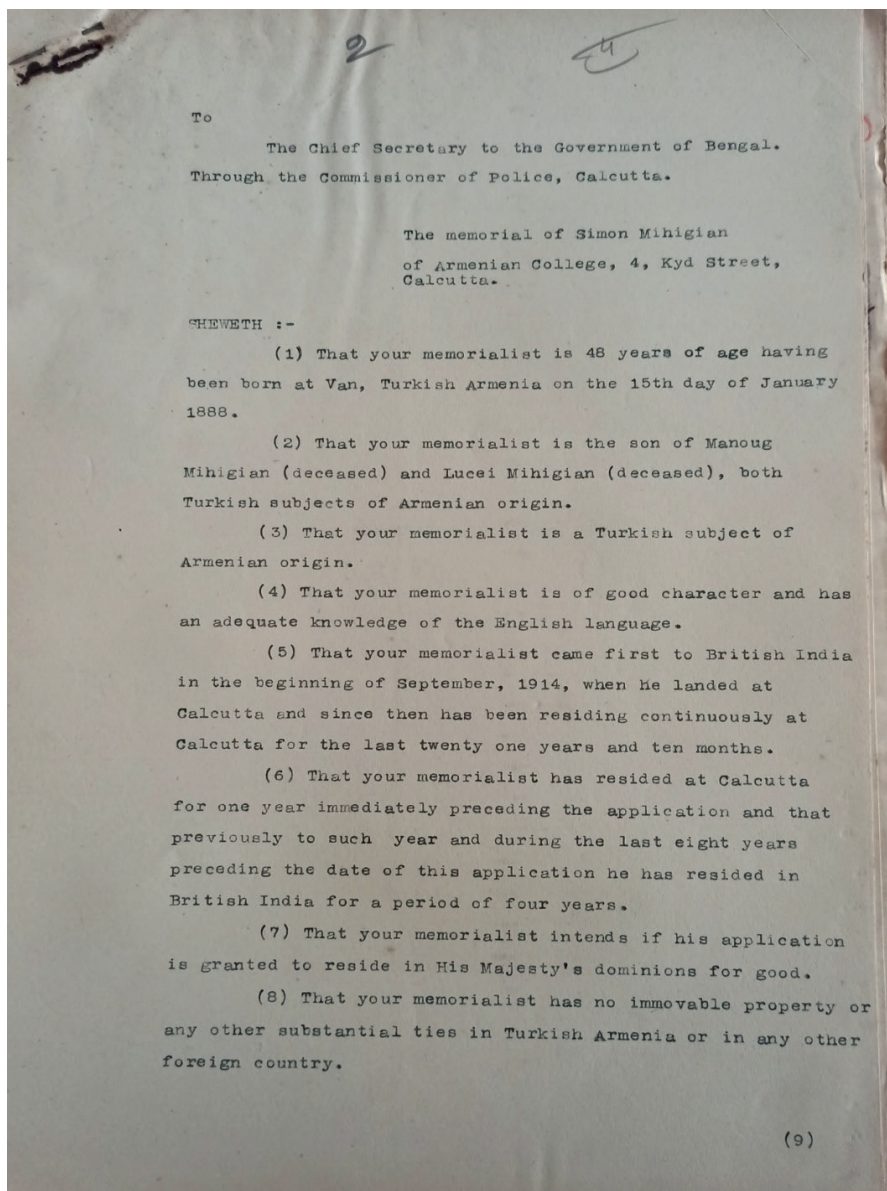 2
4
To
The Chief Secretary to the Government of Bengal.
Through the Commissioner of Police, Calcutta.
The memorial of Simon Mihigian
of Armenian College, 4, Kyd Street,
Calcutta.
SHEWETH :-
(1) That your memorialist is 48 years of age having
been born at Van, Turkish Armenia on the 15th day of January
1888.
(2) That your memorialist is the son of Manoug
Mihigian (deceased) and Lucei Mihigian (deceased), both
Turkish subjects of Armenian origin.
(3) That your memorialist is a Turkish subject of
Armenian origin.
(4) That your memorialist is of good character and has
an adequate knowledge of the English language.
(5) That your memorialist came first to British India
in the beginning of September, 1914, when he landed at
Calcutta and since then has been residing continuously at
Calcutta for the last twenty one years and ten months.
(6) That your memorialist has resided at Calcutta
for one year immediately preceding the application and that
previously to such year and during the last eight years
preceding the date of this application he has resided in
British India for a period of four years.
(7) That your memorialist intends if his application
is granted to reside in His Majesty's dominions for good.
(8) That your memorialist has no immovable property or
any other substantial ties in Turkish Armenia or in any other
foreign country.
(9)